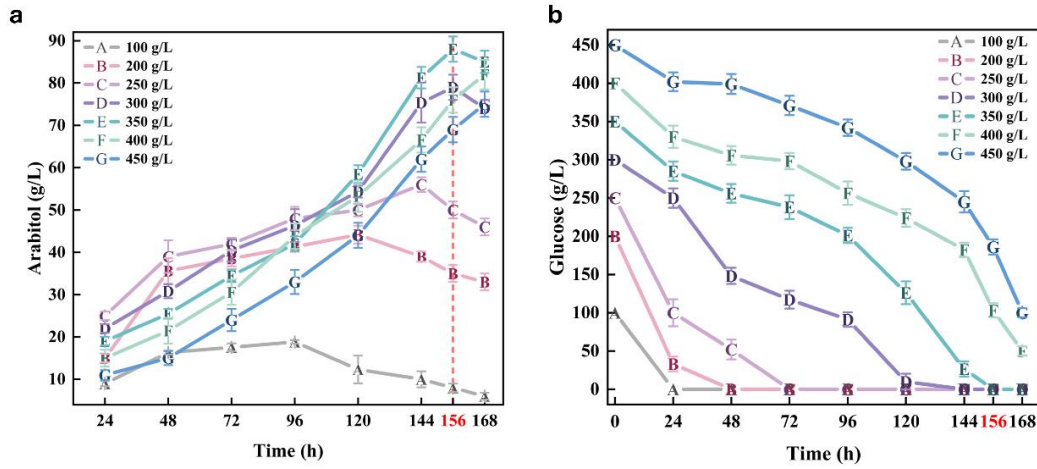 a
Arabitol (g/L)
90
80
70
60
50
40
30
20
10
A 100 g/L
B 200 g/L
C 250 g/L
D 300 g/L
E 350 g/L
F 400 g/L
G 450 g/L
24 48 72 96 120 144 156 168
Time (h)
b
Glucose (g/L)
450
400
350
300
250
200
150
100
50
0
A 100 g/L
B 200 g/L
C 250 g/L
D 300 g/L
E 350 g/L
F 400 g/L
G 450 g/L
0 24 48 72 96 120 144 156 168
Time (h)